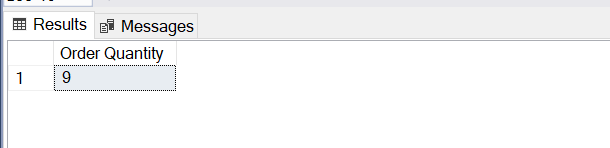 Results Messages
Order Quantity
1 9